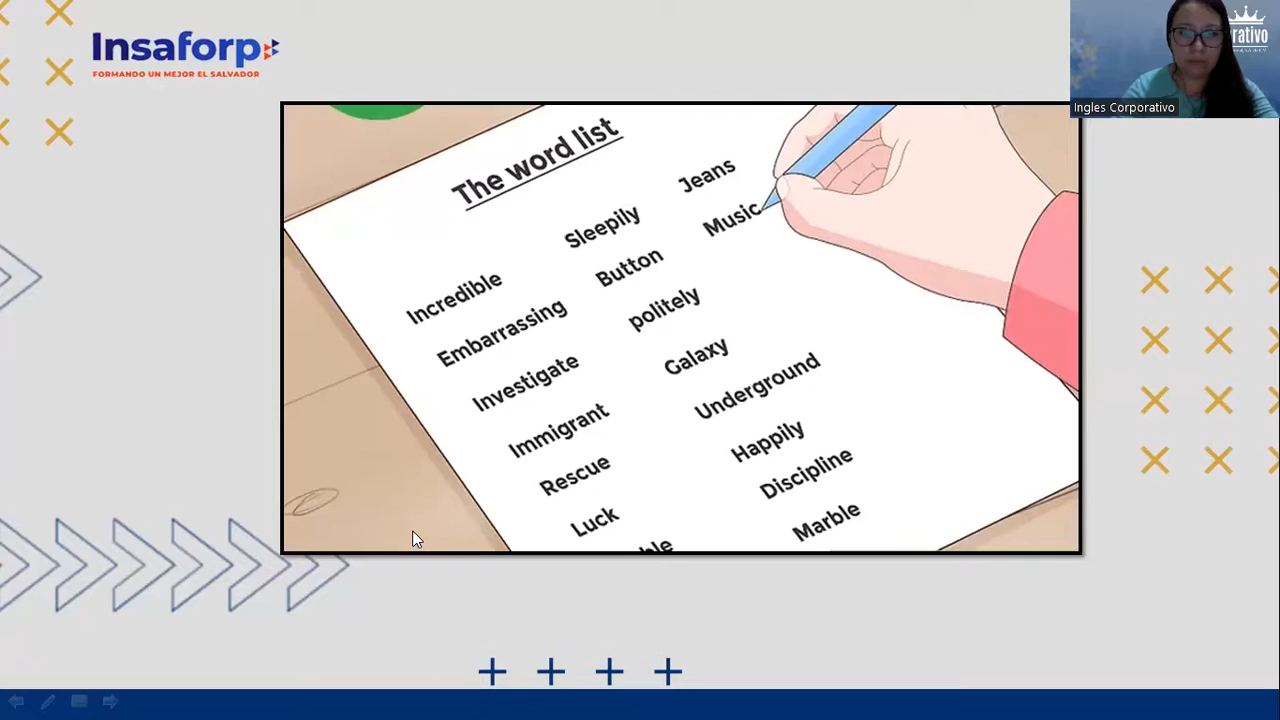 Insaforp
FORMANDO UN MEJOR EL SALVADOR
rativo
Ingles Corporativo
The word list
Incredible
Embarrassing
Investigate
Immigrant
Rescue
Luck
Sleepily
Button
politely
Galaxy
Underground
Happily
Discipline
Marble
Jeans
Music